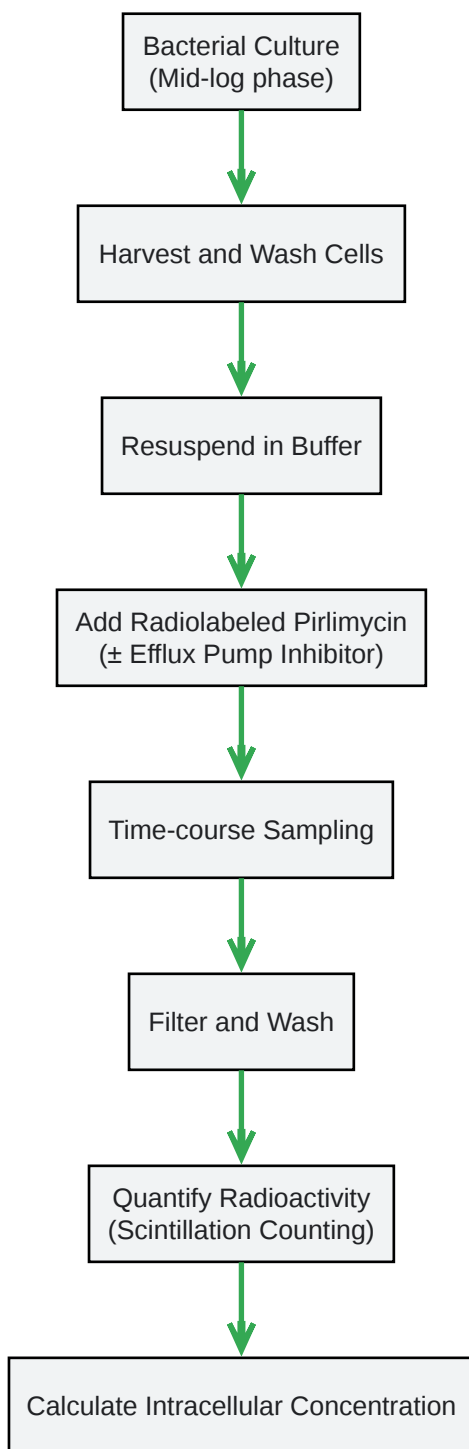 Bacterial Culture
(Mid-log phase)
Harvest and Wash Cells
Resuspend in Buffer
Add Radiolabeled Pirlimycin
(± Efflux Pump Inhibitor)
Time-course Sampling
Filter and Wash
Quantify Radioactivity
(Scintillation Counting)
Calculate Intracellular Concentration